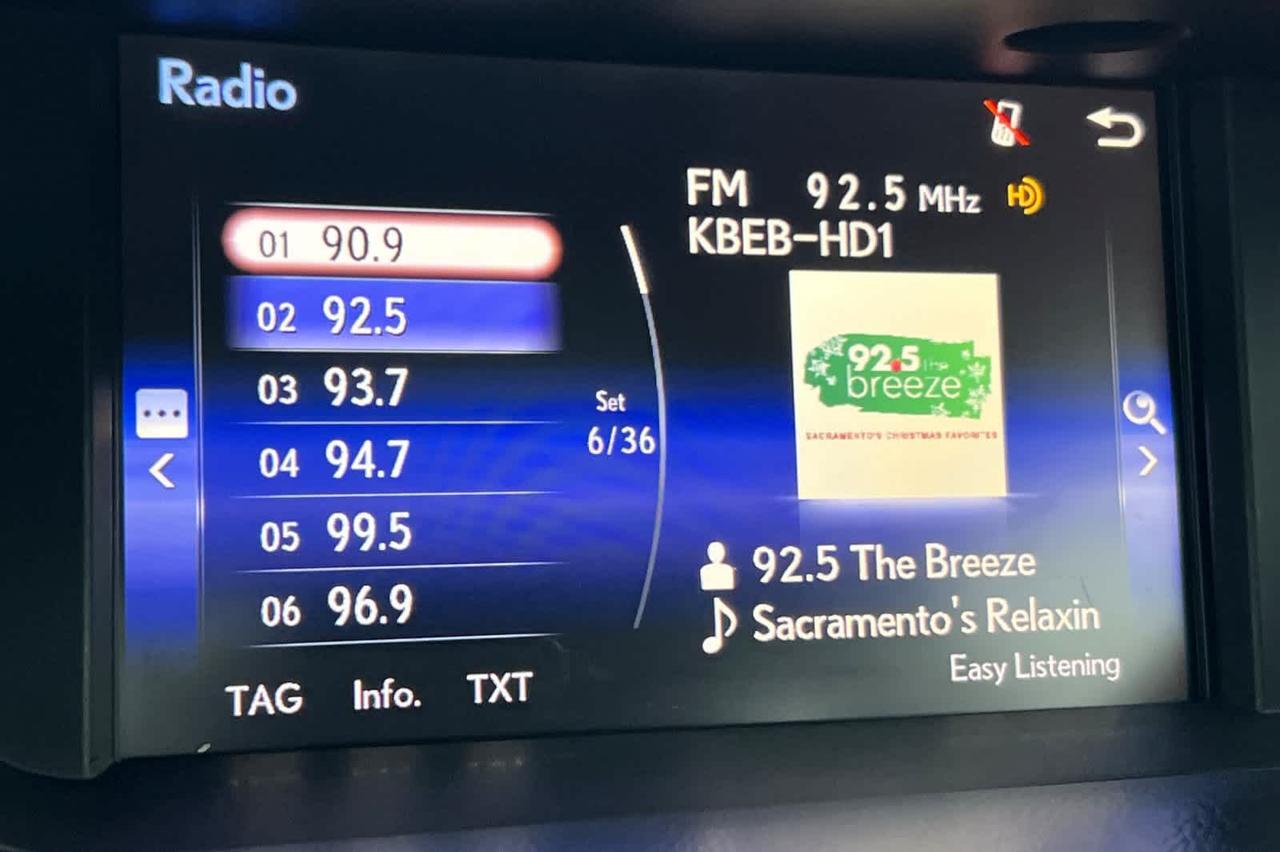 Radio
FM 92.5 MHz HD
KBEB-HD1
01 90.9
02 92.5
03 93.7
04 94.7
05 99.5
06 96.9
Set
6/36
92.5 the
breeze
SACRAMENTO'S CHRISTMAS FAVORITES
92.5 The Breeze
Sacramento's Relaxin
Easy Listening
TAG Info. TXT